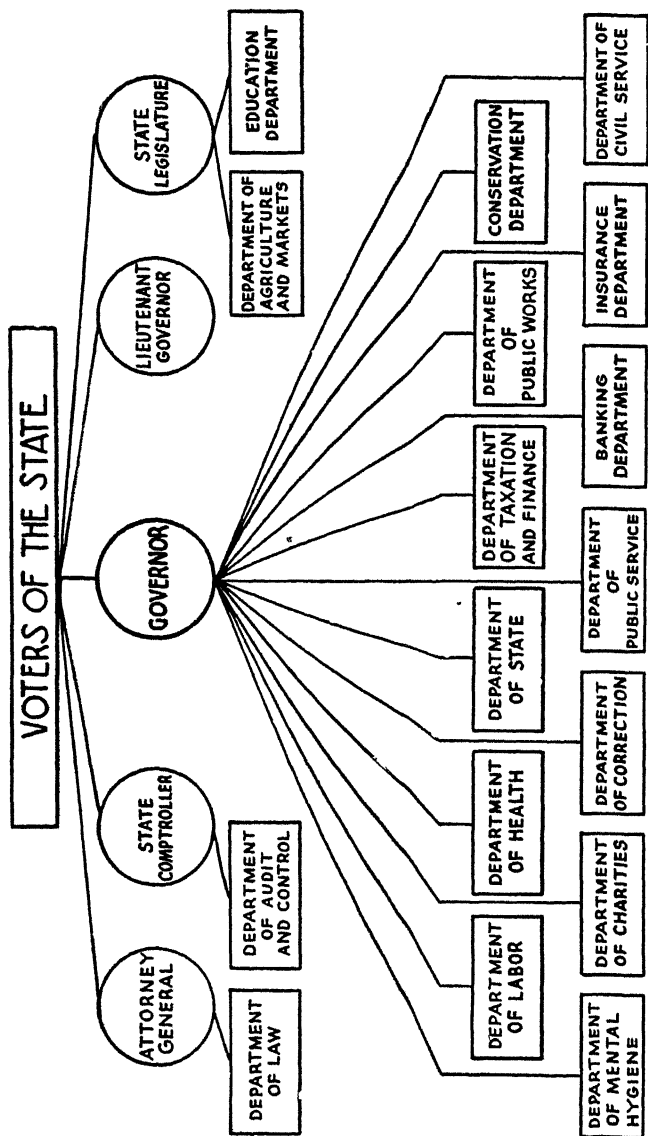 VOTERS OF THE STATE
ATTORNEY
GENERAL
STATE
COMPTROLLER
GOVERNOR
LIEUTENANT
GOVERNOR
STATE
LEGISLATURE
DEPARTMENT
OF LAW
DEPARTMENT
OF AUDIT
AND CONTROL
DEPARTMENT OF
AGRICULTURE
AND MARKETS
EDUCATION
DEPARTMENT
DEPARTMENT
OF LABOR
DEPARTMENT
OF HEALTH
DEPARTMENT
OF STATE
DEPARTMENT
OF TAXATION
AND FINANCE
DEPARTMENT
OF
PUBLIC WORKS
CONSERVATION
DEPARTMENT
DEPARTMENT
OF MENTAL
HYGIENE
DEPARTMENT
OF CHARITIES
DEPARTMENT
OF CORRECTION
DEPARTMENT
OF
PUBLIC SERVICE
BANKING
DEPARTMENT
INSURANCE
DEPARTMENT
DEPARTMENT OF
CIVIL SERVICE